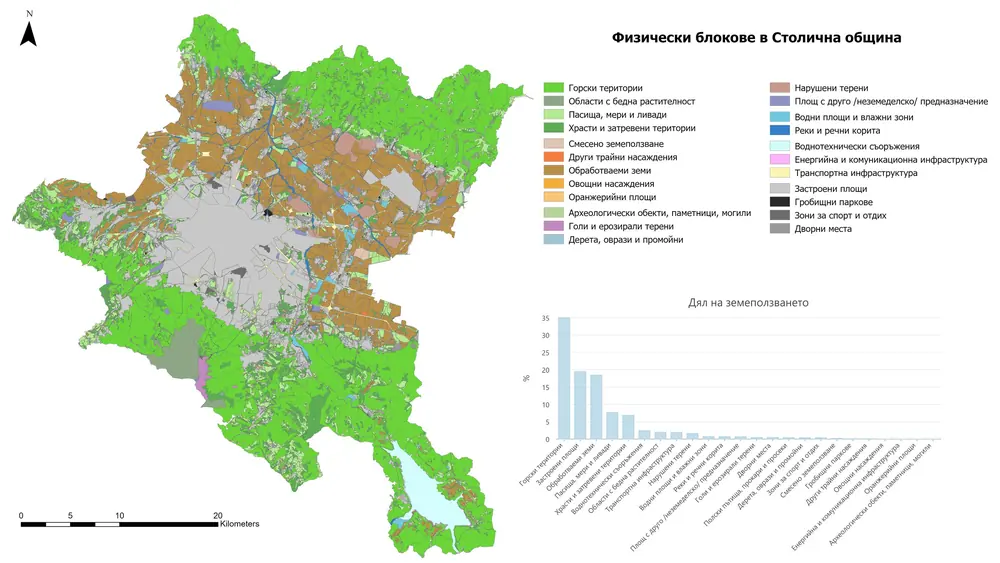 N
Физически блокове в Столична община
Горски територии
Области с бедна растителност
Пасища, мери и ливади
Храсти и затревени територии
Смесено земеползване
Други трайни насаждения
Обработваеми земи
Овощни насаждения
Оранжерийни площи
Археологически обекти, паметници, могили
Голи и ерозирали терени
Дерета, оврази и промойни
Нарушени терени
Площ с друго /неземеделско/ предназначение
Водни площи и влажни зони
Реки и речни корита
Воднотехнически съоръжения
Енергийна и комуникационна инфраструктура
Транспортна инфраструктура
Застроени площи
Гробищни паркове
Зони за спорт и отдих
Дворни места
Дял на земеползването
%
35
30
25
20
15
10
5
0
Горски територии
Застроени площи
Обработваеми земи
Пасища, мери и ливади
Храсти и затревени територии
Воднотехнически съоръжения
Области с бедна растителност
Транспортна инфраструктура
Нарушени терени
Водни площи и влажни зони
Реки и речни корита
Площ с друго /неземеделско/ предназначение
Голи и ерозирали терени
Дворни места
Полски пътища, прокари и просеки
Дерета, оврази и промойни
Зони за спорт и отдих
Смесено земеползване
Гробищни паркове
Други трайни насаждения
Овощни насаждения
Енергийна и комуникационна инфраструктура
Оранжерийни площи
Археологически обекти, паметници, могили
0 5 10 20
Kilometers